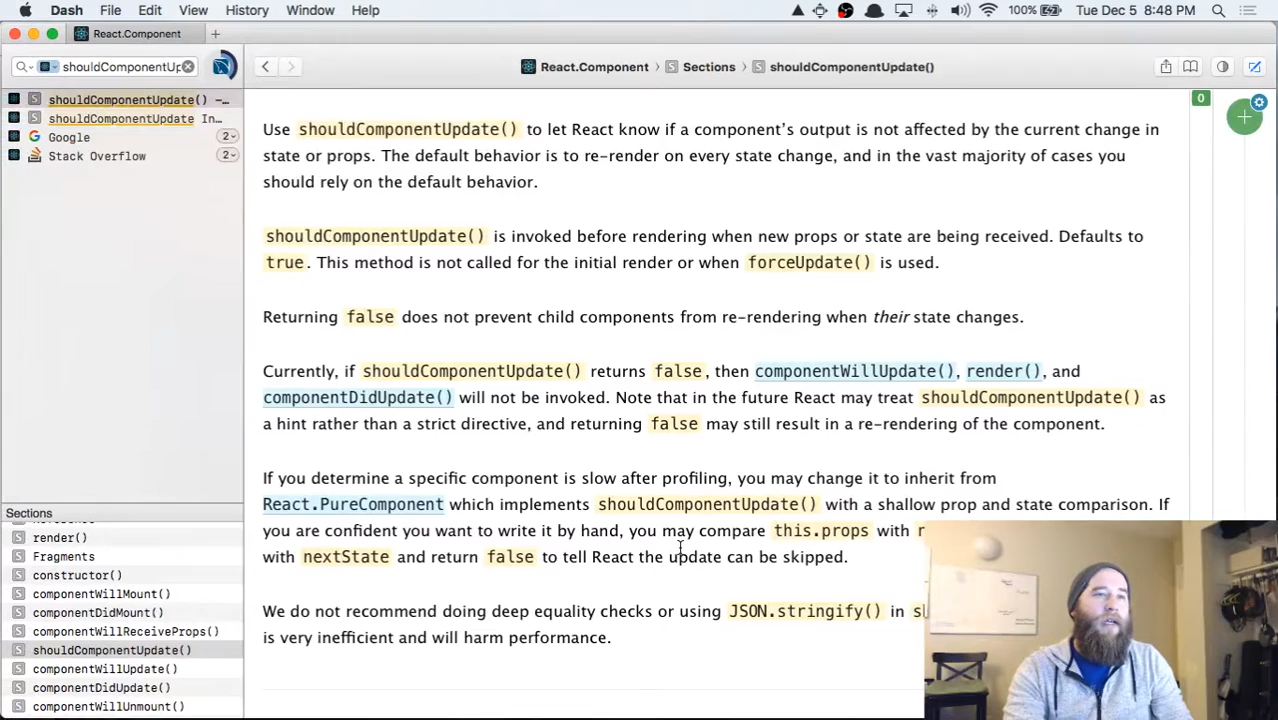 Dash File Edit View History Window Help 100% Tue Dec 5 8:48 PM
React.Component
shouldComponentUp
React.Component › Sections › shouldComponentUpdate()
shouldComponentUpdate() –...
shouldComponentUpdate In...
Google 2
Stack Overflow 2
0
Use shouldComponentUpdate() to let React know if a component's output is not affected by the current change in
state or props. The default behavior is to re-render on every state change, and in the vast majority of cases you
should rely on the default behavior.
shouldComponentUpdate() is invoked before rendering when new props or state are being received. Defaults to
true. This method is not called for the initial render or when forceUpdate() is used.
Returning false does not prevent child components from re-rendering when their state changes.
Currently, if shouldComponentUpdate() returns false, then componentWillUpdate(), render(), and
componentDidUpdate() will not be invoked. Note that in the future React may treat shouldComponentUpdate() as
a hint rather than a strict directive, and returning false may still result in a re-rendering of the component.
If you determine a specific component is slow after profiling, you may change it to inherit from
React.PureComponent which implements shouldComponentUpdate() with a shallow prop and state comparison. If
you are confident you want to write it by hand, you may compare this.props with
with nextState and return false to tell React the update can be skipped.
We do not recommend doing deep equality checks or using JSON.stringify() in
is very inefficient and will harm performance.
Sections
render()
Fragments
constructor()
componentWillMount()
componentDidMount()
componentWillReceiveProps()
shouldComponentUpdate()
componentWillUpdate()
componentDidUpdate()
componentWillUnmount()